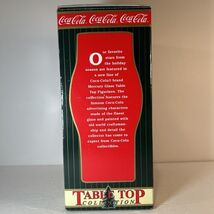 Coca-Cola Coca-Cola Coca-Cola
Our favorite
stars from
the holiday
season are featured in
a new line of
Coca-Cola® brand
Mercury Glass Table
Top Figurines. The
collection features the
famous Coca-Cola
advertising characters
made of the finest
glass and painted with
old world craftsman-
ship and detail the
collector has come to
expect from Coca-Cola
collectibles.
TABLE TOP
COLLECTION